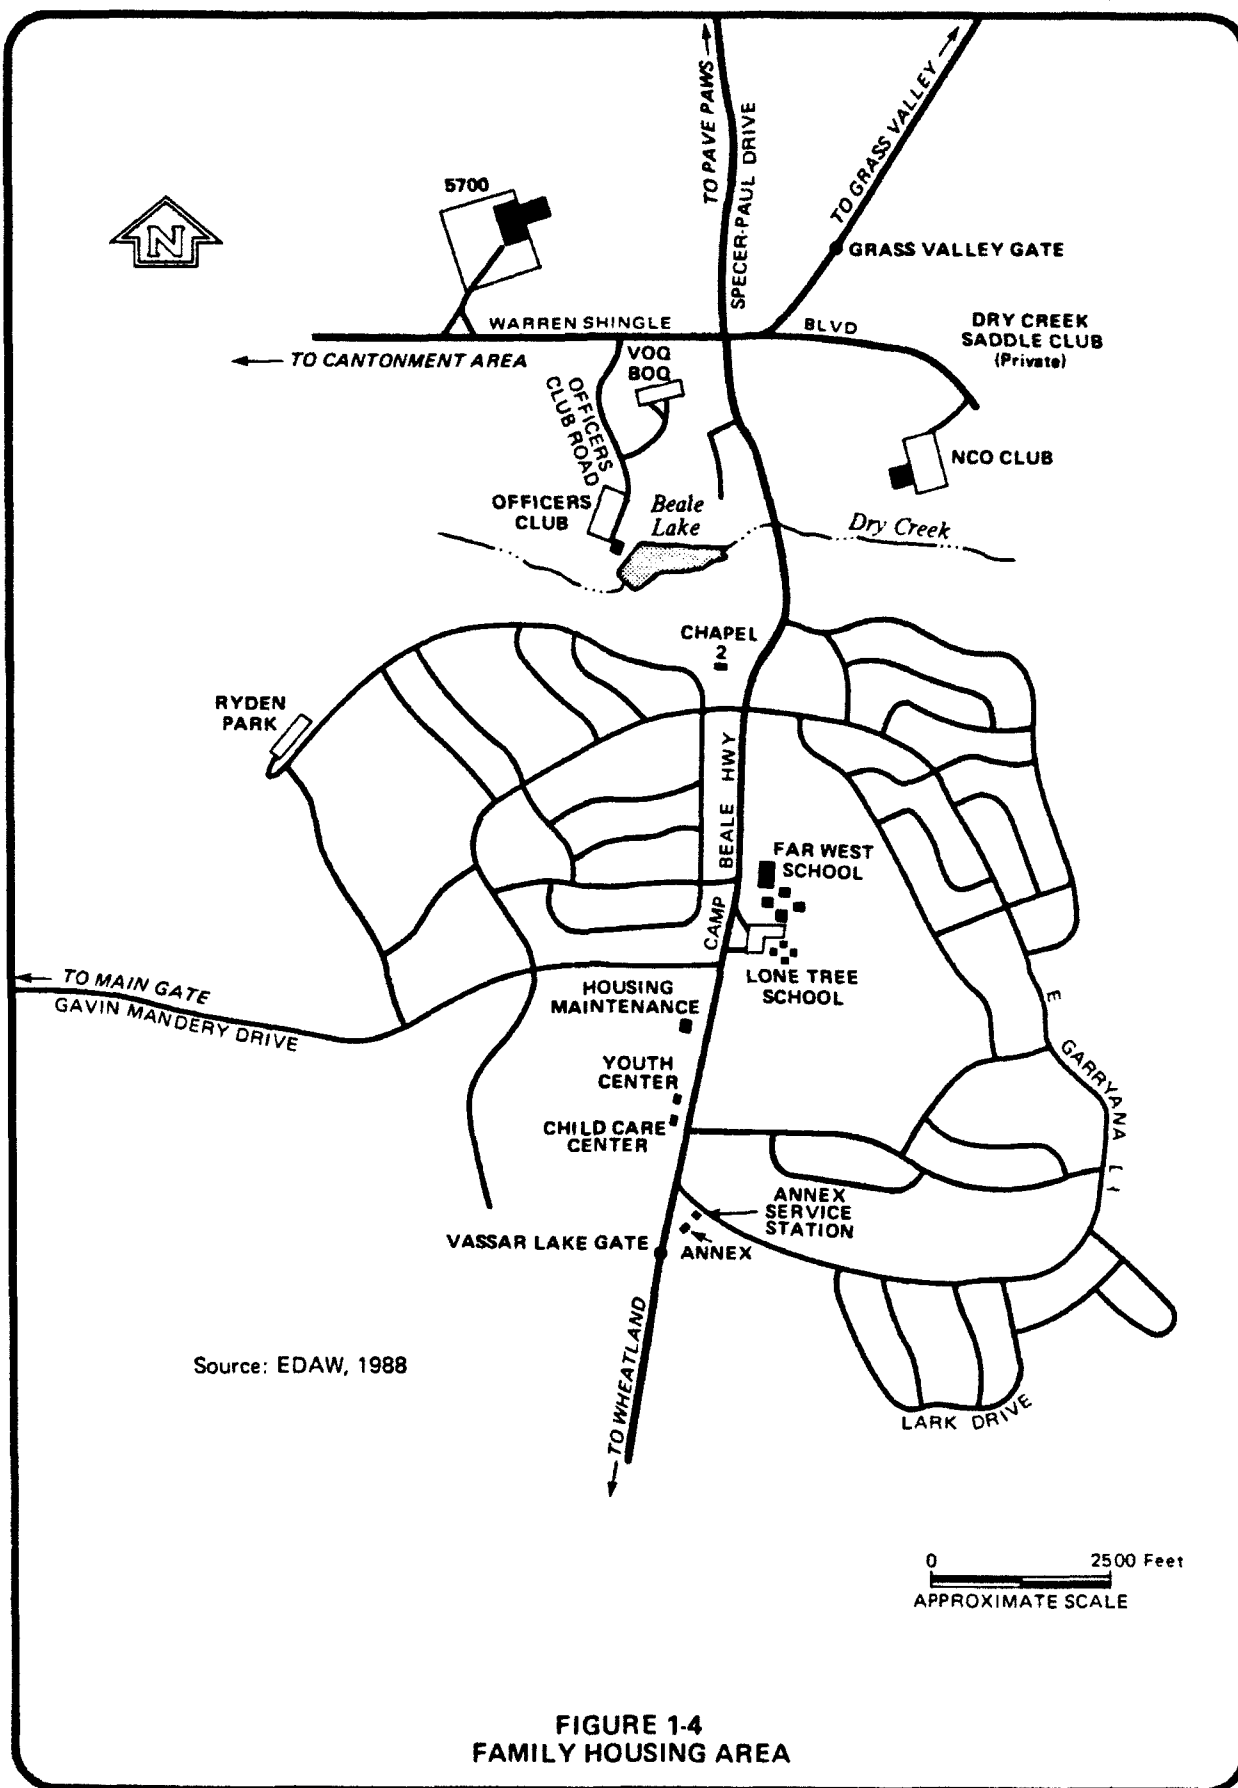 TO PAVE PAWS
SPECER-PAUL DRIVE
TO GRASS VALLEY
5700
N
GRASS VALLEY GATE
WARREN SHINGLE
BLVD
DRY CREEK
SADDLE CLUB
(Private)
TO CANTONMENT AREA
VOQ
BOQ
OFFICERS
CLUB ROAD
NCO CLUB
OFFICERS
CLUB
Beale
Lake
Dry Creek
CHAPEL
2
RYDEN
PARK
CAMP BEALE HWY
FAR WEST
SCHOOL
TO MAIN GATE
GAVIN MANDERY DRIVE
LONE TREE
SCHOOL
HOUSING
MAINTENANCE
E GARRYANA
YOUTH
CENTER
CHILD CARE
CENTER
ANNEX
SERVICE
STATION
VASSAR LAKE GATE
ANNEX
TO WHEATLAND
Source: EDAW, 1988
LARK DRIVE
0 2500 Feet
APPROXIMATE SCALE
FIGURE 1-4
FAMILY HOUSING AREA